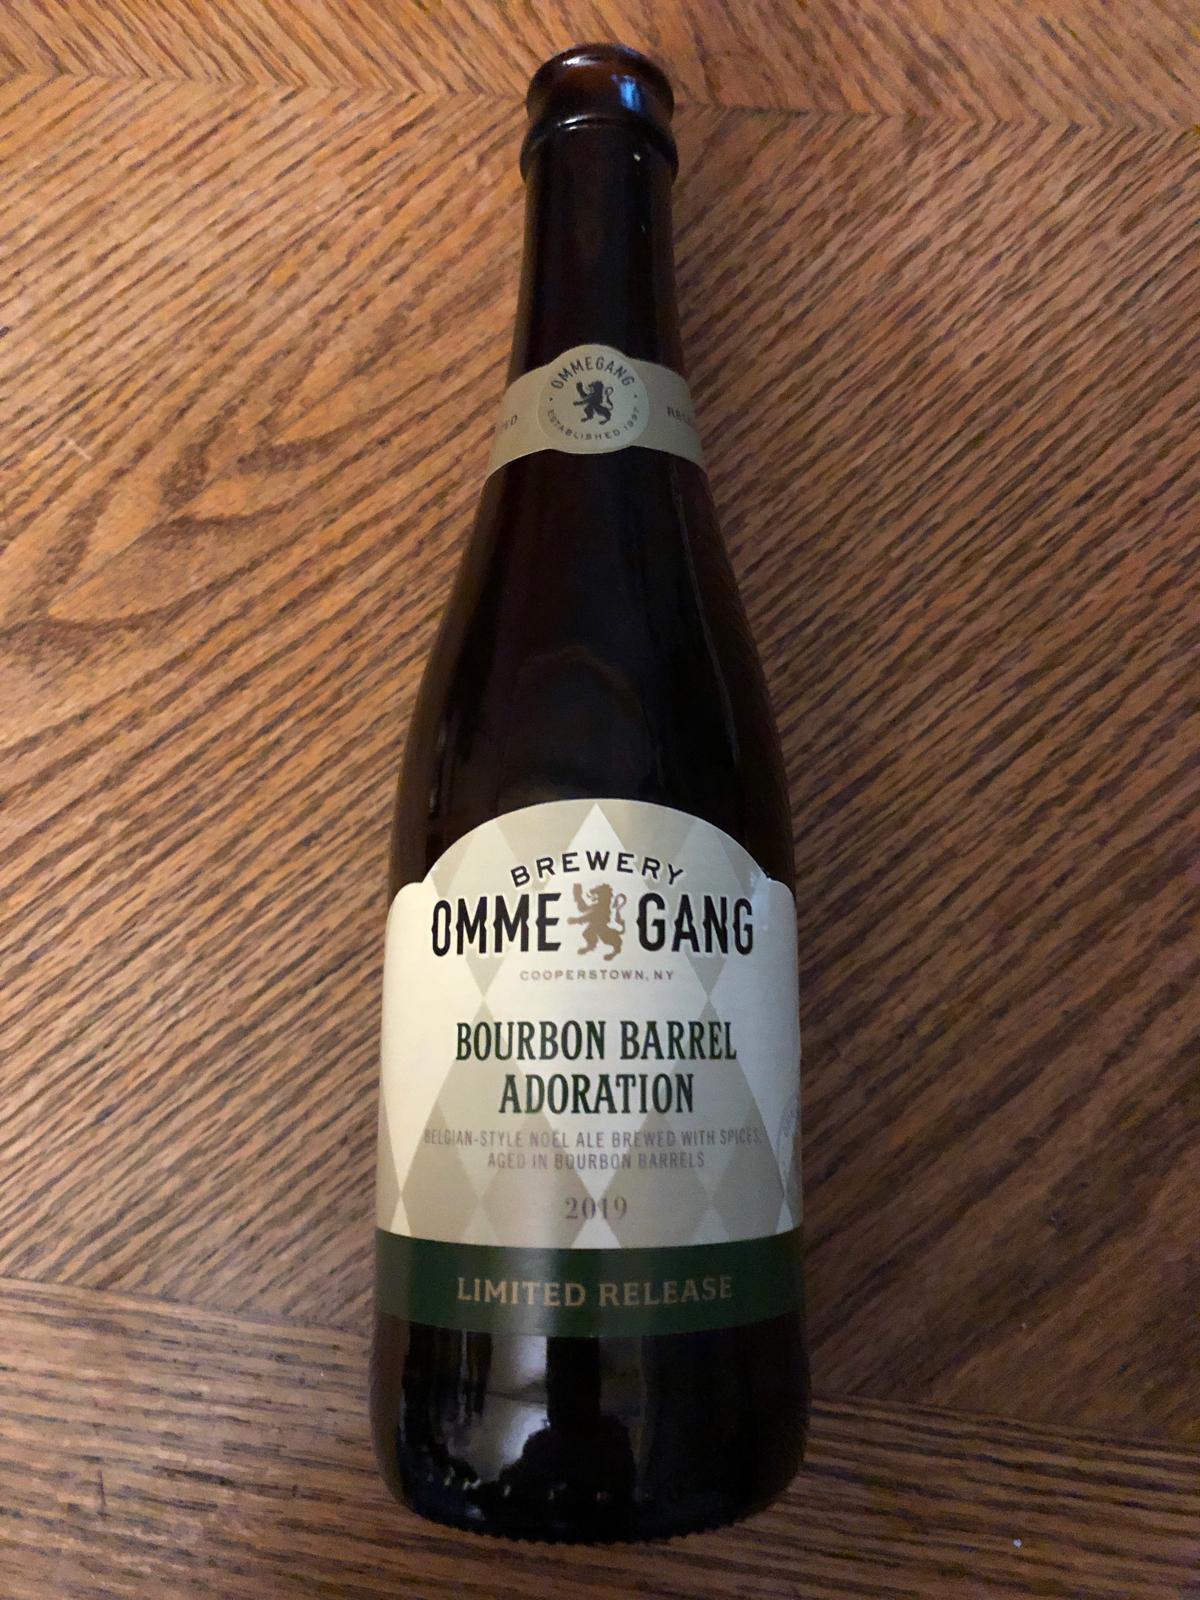 OMMEGANG
ESTABLISHED 1997
BREWERY
OMME GANG
COOPERSTOWN, NY
BOURBON BARREL
ADORATION
BELGIAN-STYLE NOEL ALE BREWED WITH SPICES,
AGED IN BOURBON BARRELS
2019
LIMITED RELEASE